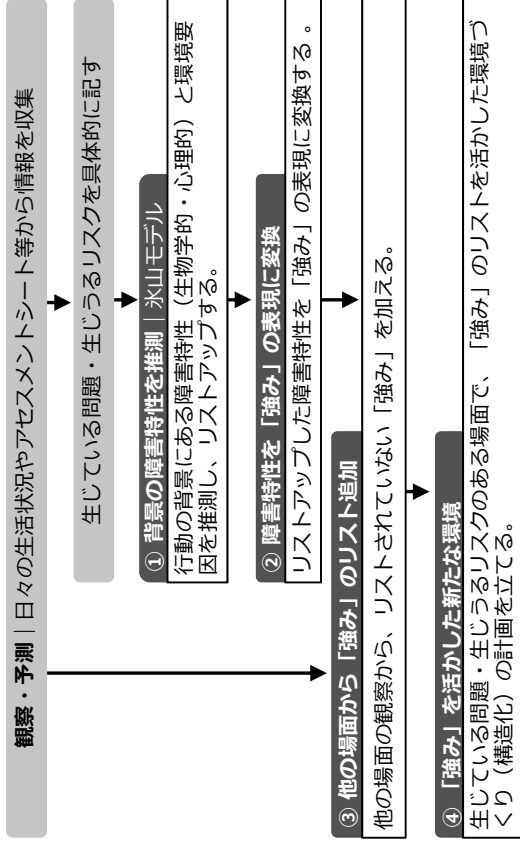 観察・予測｜日々の生活状況やアセスメントシート等から情報を収集
生じている問題・生じうるリスクを具体的に記す
① 背景の障害特性を推測｜氷山モデル
行動の背景にある障害特性（生物学的・心理的）と環境要
因を推測し、リストアップする。
② 障害特性を「強み」の表現に変換
リストアップした障害特性を「強み」の表現に変換する 。
③ 他の場面から「強み」のリスト追加
他の場面の観察から、リストされていない「強み」を加える。
④ 「強み」を活かした新たな環境
生じている問題・生じうるリスクのある場面で、 「強み」のリストを活かした環境づ
くり（構造化）の計画を立てる。